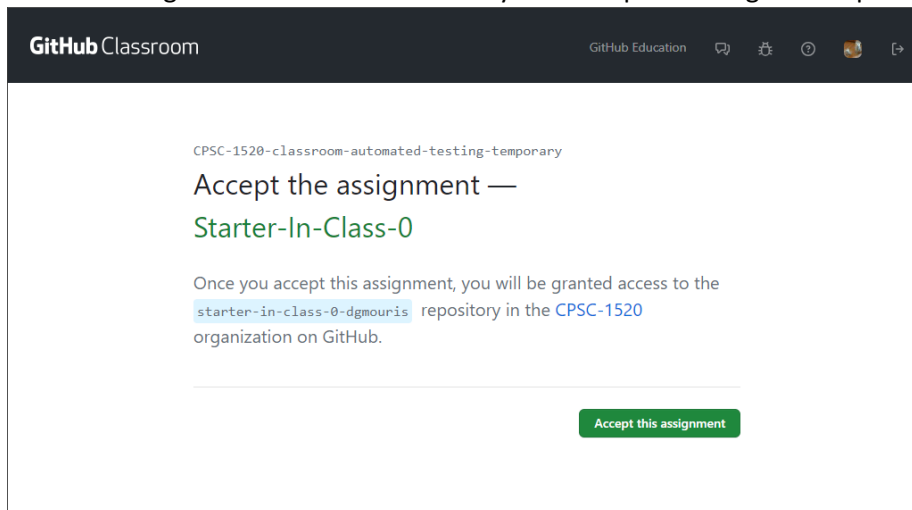 GitHub Classroom
GitHub Education
CPSC-1520-classroom-automated-testing-temporary
Accept the assignment —
Starter-In-Class-0
Once you accept this assignment, you will be granted access to the
starter-in-class-0-dgmouris repository in the CPSC-1520
organization on GitHub.
Accept this assignment